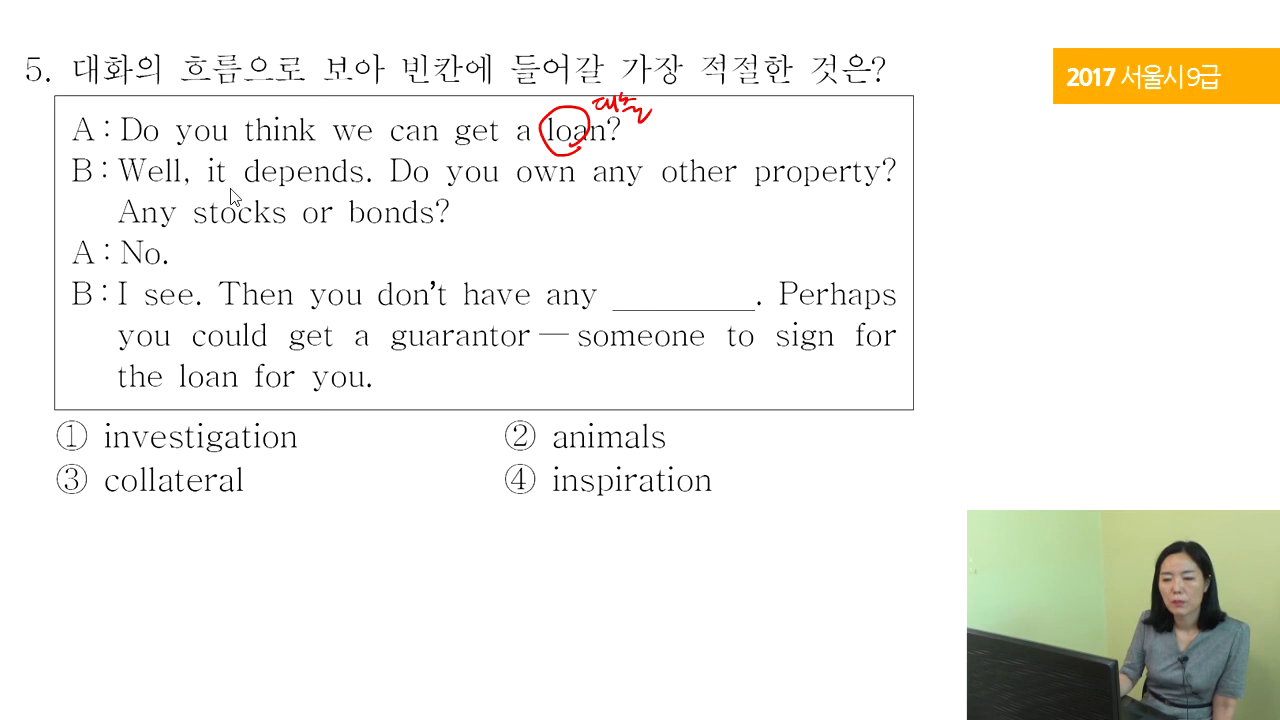 5. 대화의 흐름으로 보아 빈칸에 들어갈 가장 적절한 것은?
2017 서울시 9급
대출
A : Do you think we can get a loan?
B : Well, it depends. Do you own any other property?
Any stocks or bonds?
A : No.
B : I see. Then you don't have any _________. Perhaps
you could get a guarantor — someone to sign for
the loan for you.
① investigation ② animals
③ collateral ④ inspiration